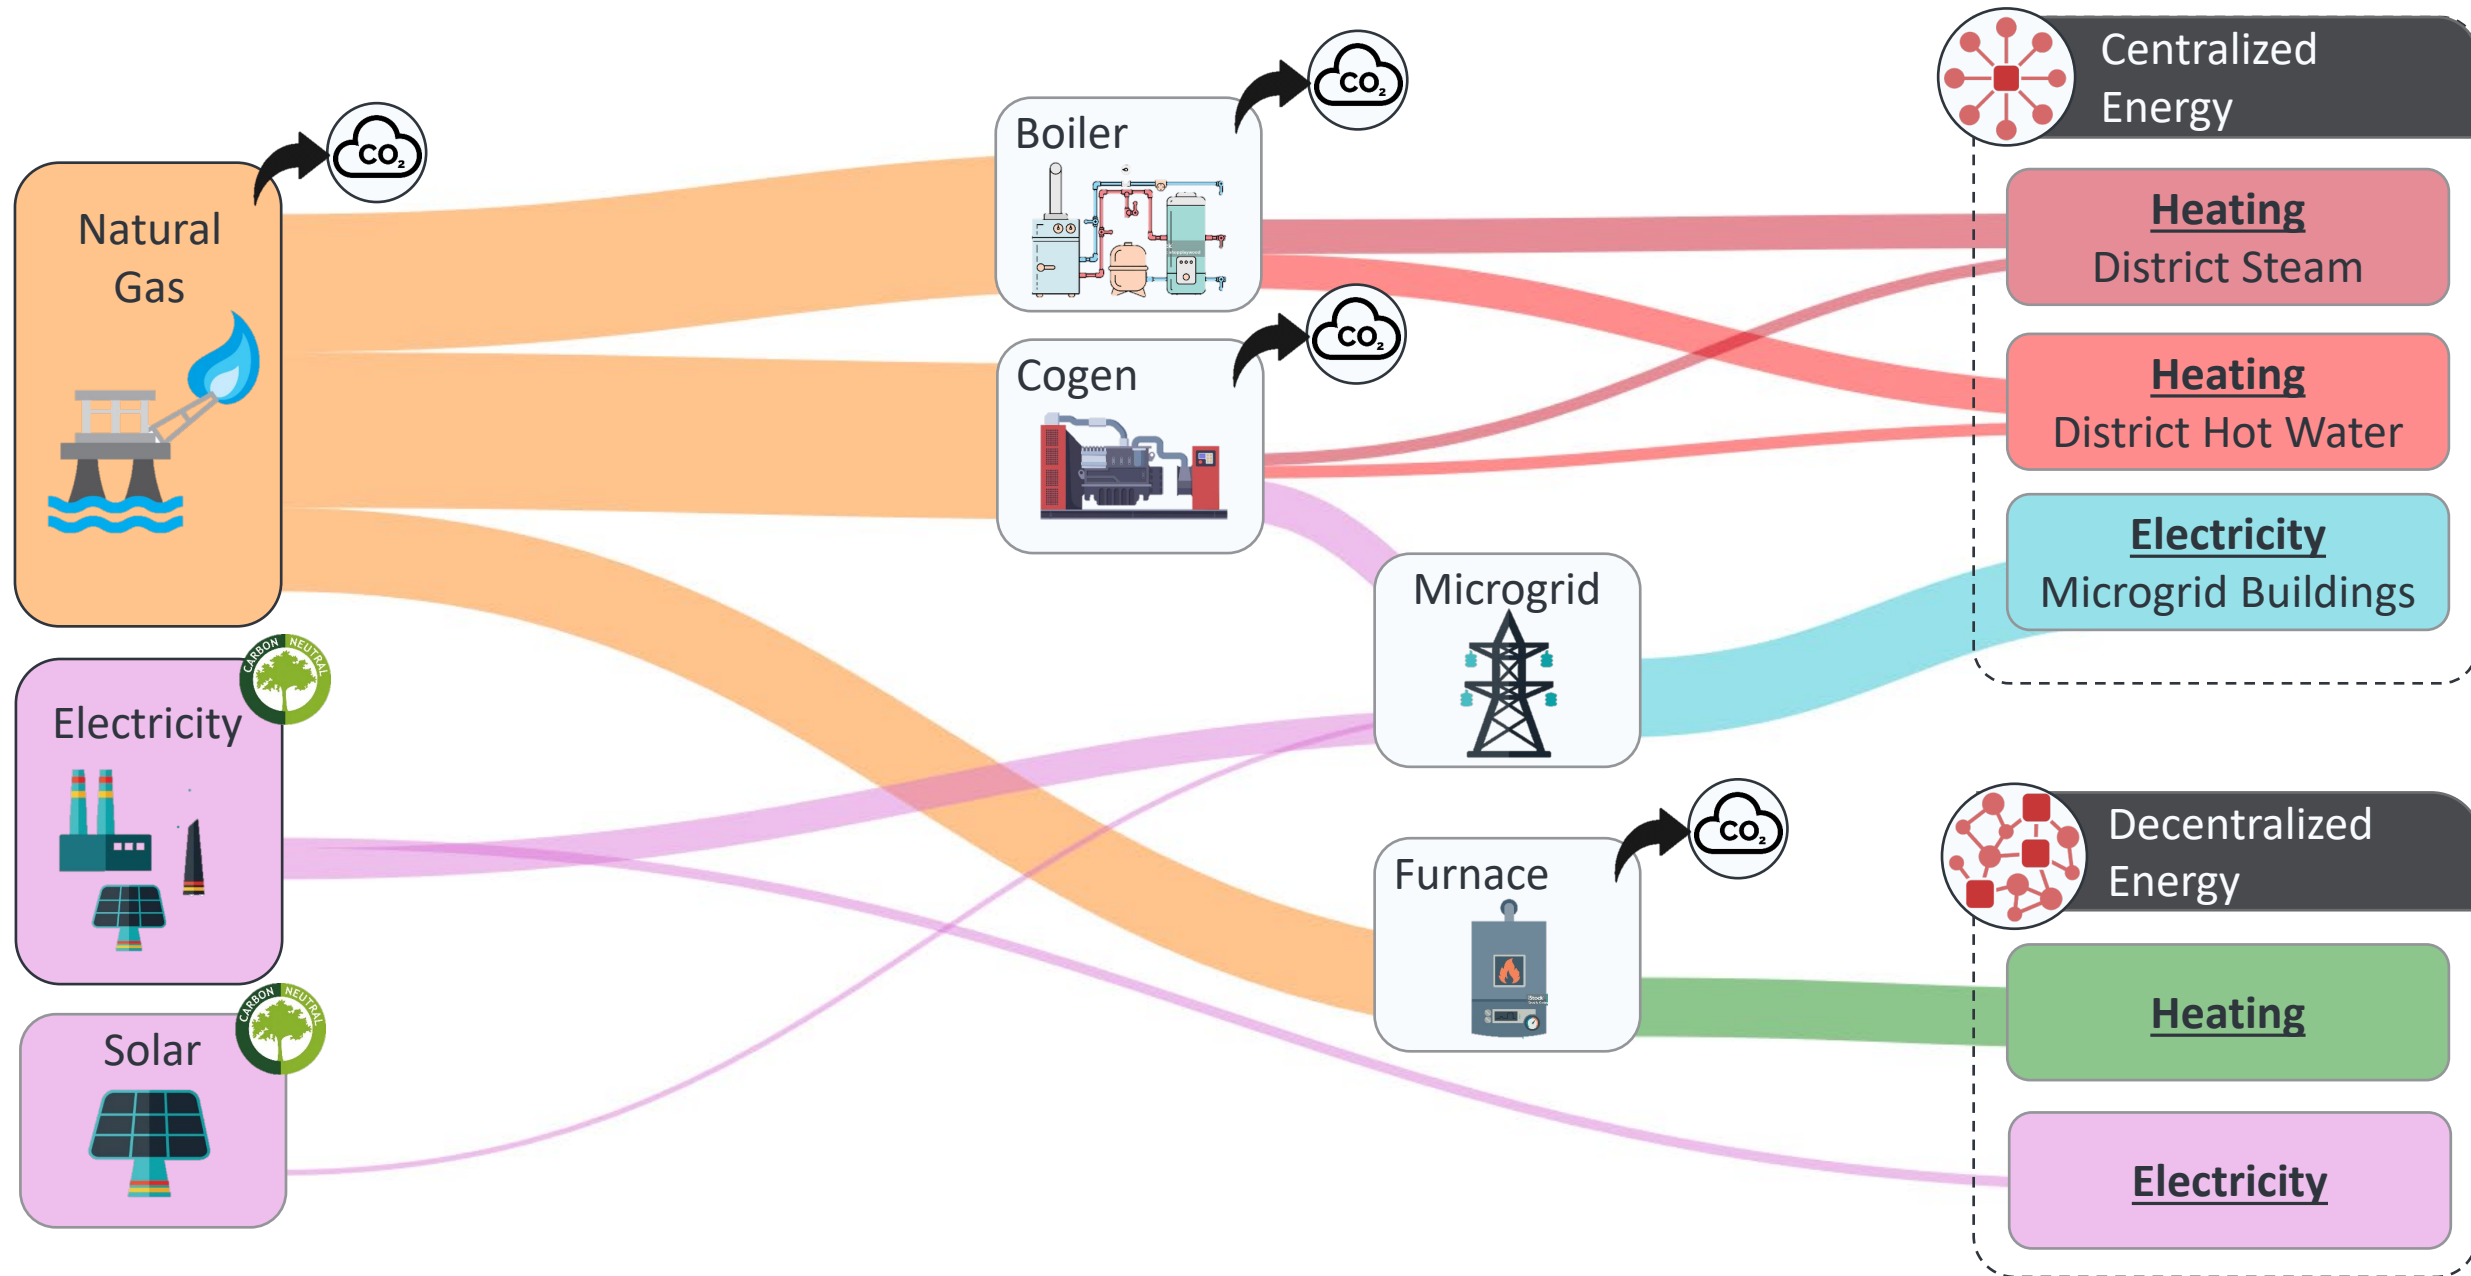 Natural
Gas
CO₂
Electricity
CARBON NEUTRAL
Solar
CARBON NEUTRAL
Boiler
CO₂
Cogen
CO₂
Microgrid
Furnace
CO₂
iStock
Centralized
Energy
Heating
District Steam
Heating
District Hot Water
Electricity
Microgrid Buildings
Decentralized
Energy
Heating
Electricity